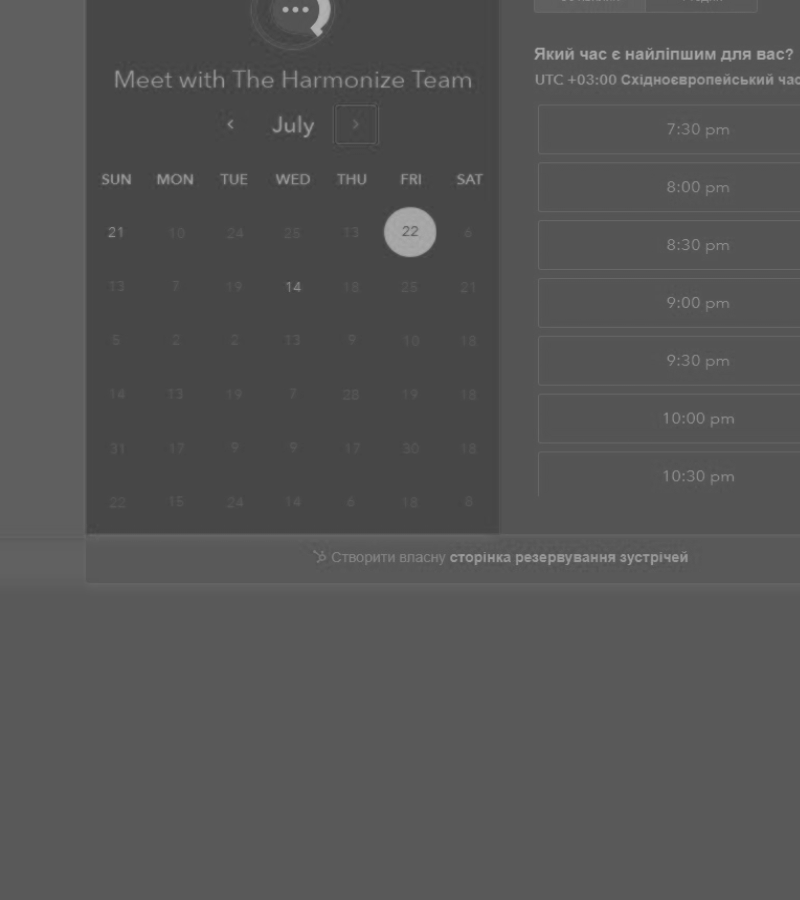 Meet with The Harmonize Team
July
SUN MON TUE WED THU FRI SAT
21 10 24 25 13 22 6
13 7 19 14 18 25 21
5 2 2 13 9 10 18
14 13 19 7 28 19 18
31 17 9 9 17 30 18
22 15 24 14 6 18 8
Який час є найліпшим для вас?
UTC +03:00 Східноєвропейський час
7:30 pm
8:00 pm
8:30 pm
9:00 pm
9:30 pm
10:00 pm
10:30 pm
Створити власну сторінка резервування зустрічей